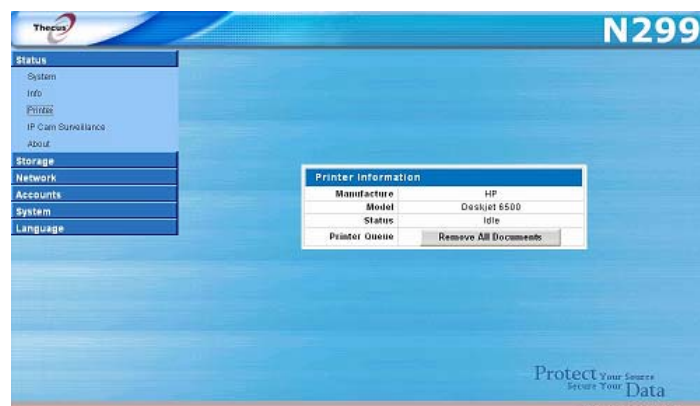 Thecus
N299
Status
System
Info
Printer
IP Cam Surveillance
About
Storage
Network
Accounts
System
Language
Printer Information
Manufacture HP
Model Deskjet 6500
Status Idle
Printer Queue Remove All Documents
Protect Your Source
Secure Your Data